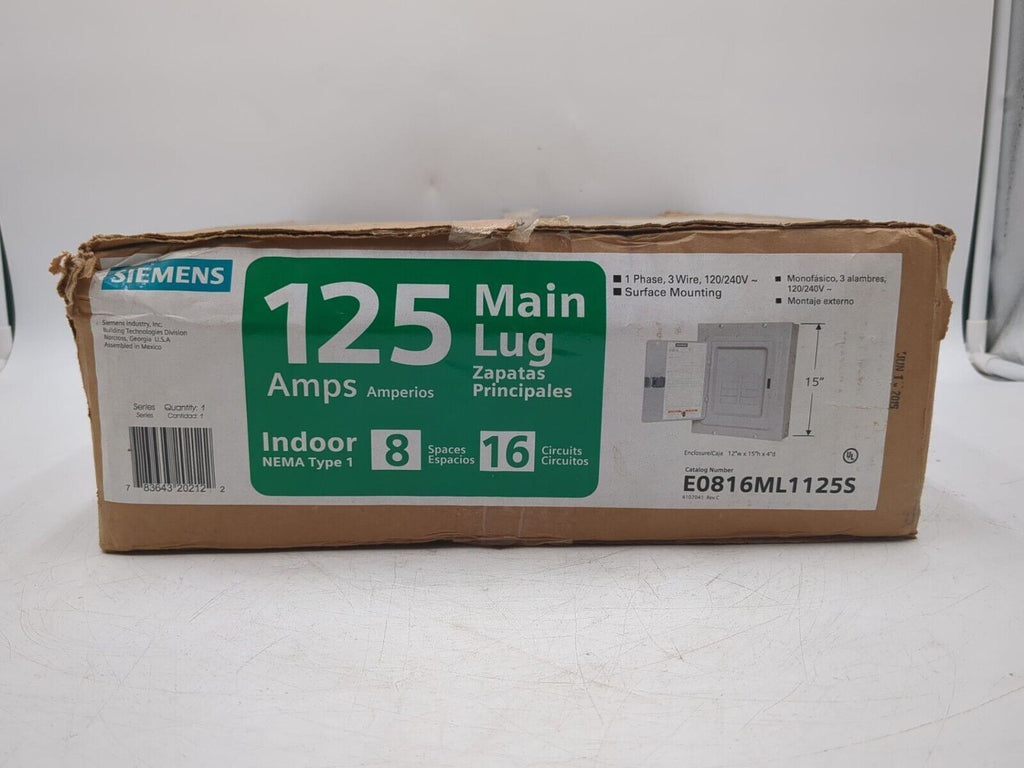 SIEMENS
Siemens Industry, Inc.
Building Technologies Division
Norcross, Georgia U.S.A
Assembled in Mexico
Series Quantity: 1
Series Cantidad: 1
7 83643 20212 2
125
Amps Amperios
Main
Lug
Zapatas
Principales
Indoor
NEMA Type 1
8
Spaces
Espacios
16
Circuits
Circuitos
■ 1 Phase, 3 Wire, 120/240V ~
■ Surface Mounting
■ Monofásico, 3 alambres,
120/240V ~
■ Montaje externo
15"
Enclosure/Caja 12"w x 15"h x 4"d
UL
Catalog Number
E0816ML1125S
Rev. C